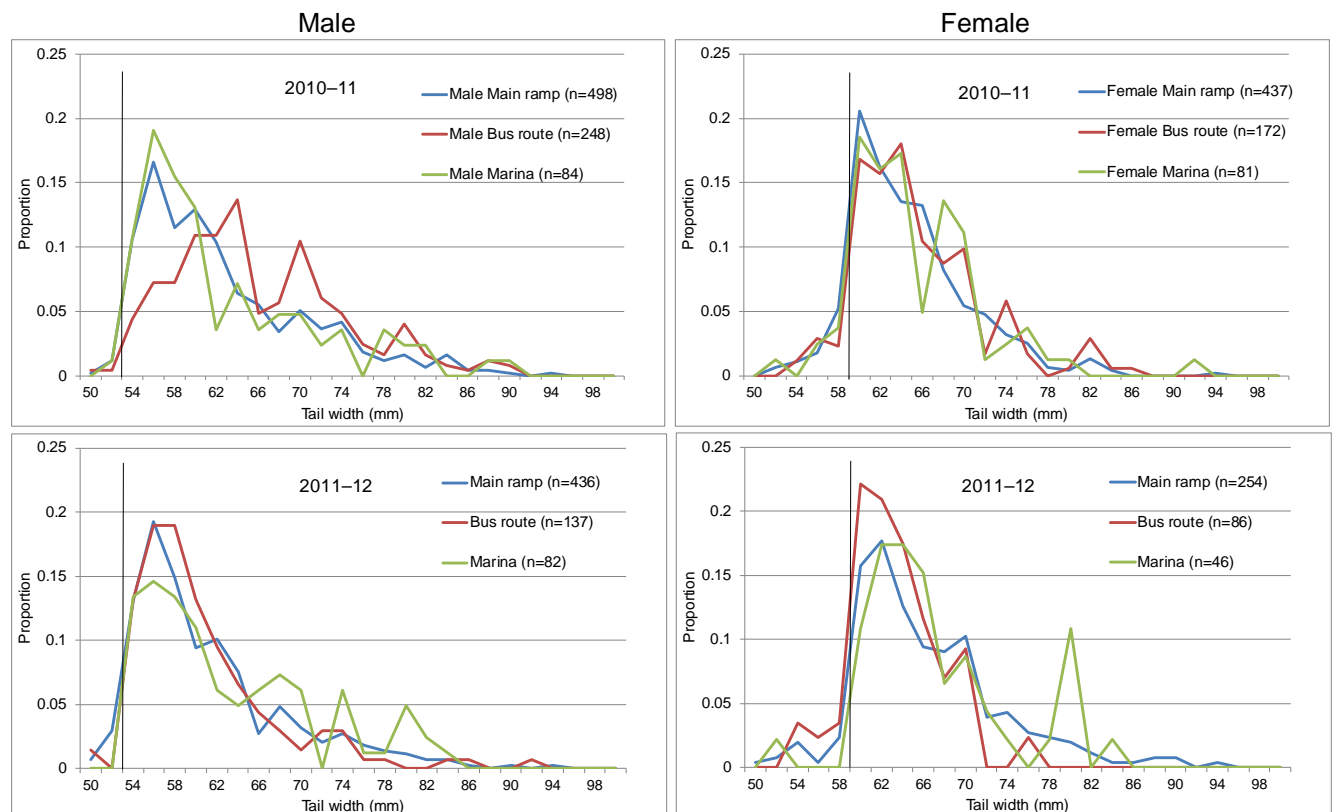 Male
Female
0.25
0.2
0.15
0.1
0.05
0
Proportion
2010–11
Male Main ramp (n=498)
Male Bus route (n=248)
Male Marina (n=84)
50 54 58 62 66 70 74 78 82 86 90 94 98
Tail width (mm)
0.25
0.2
0.15
0.1
0.05
0
Proportion
2010–11
Female Main ramp (n=437)
Female Bus route (n=172)
Female Marina (n=81)
50 54 58 62 66 70 74 78 82 86 90 94 98
Tail width (mm)
0.25
0.2
0.15
0.1
0.05
0
Proportion
2011–12
Main ramp (n=436)
Bus route (n=137)
Marina (n=82)
50 54 58 62 66 70 74 78 82 86 90 94 98
Tail width (mm)
0.25
0.2
0.15
0.1
0.05
0
Proportion
2011–12
Main ramp (n=254)
Bus route (n=86)
Marina (n=46)
50 54 58 62 66 70 74 78 82 86 90 94 98
Tail width (mm)